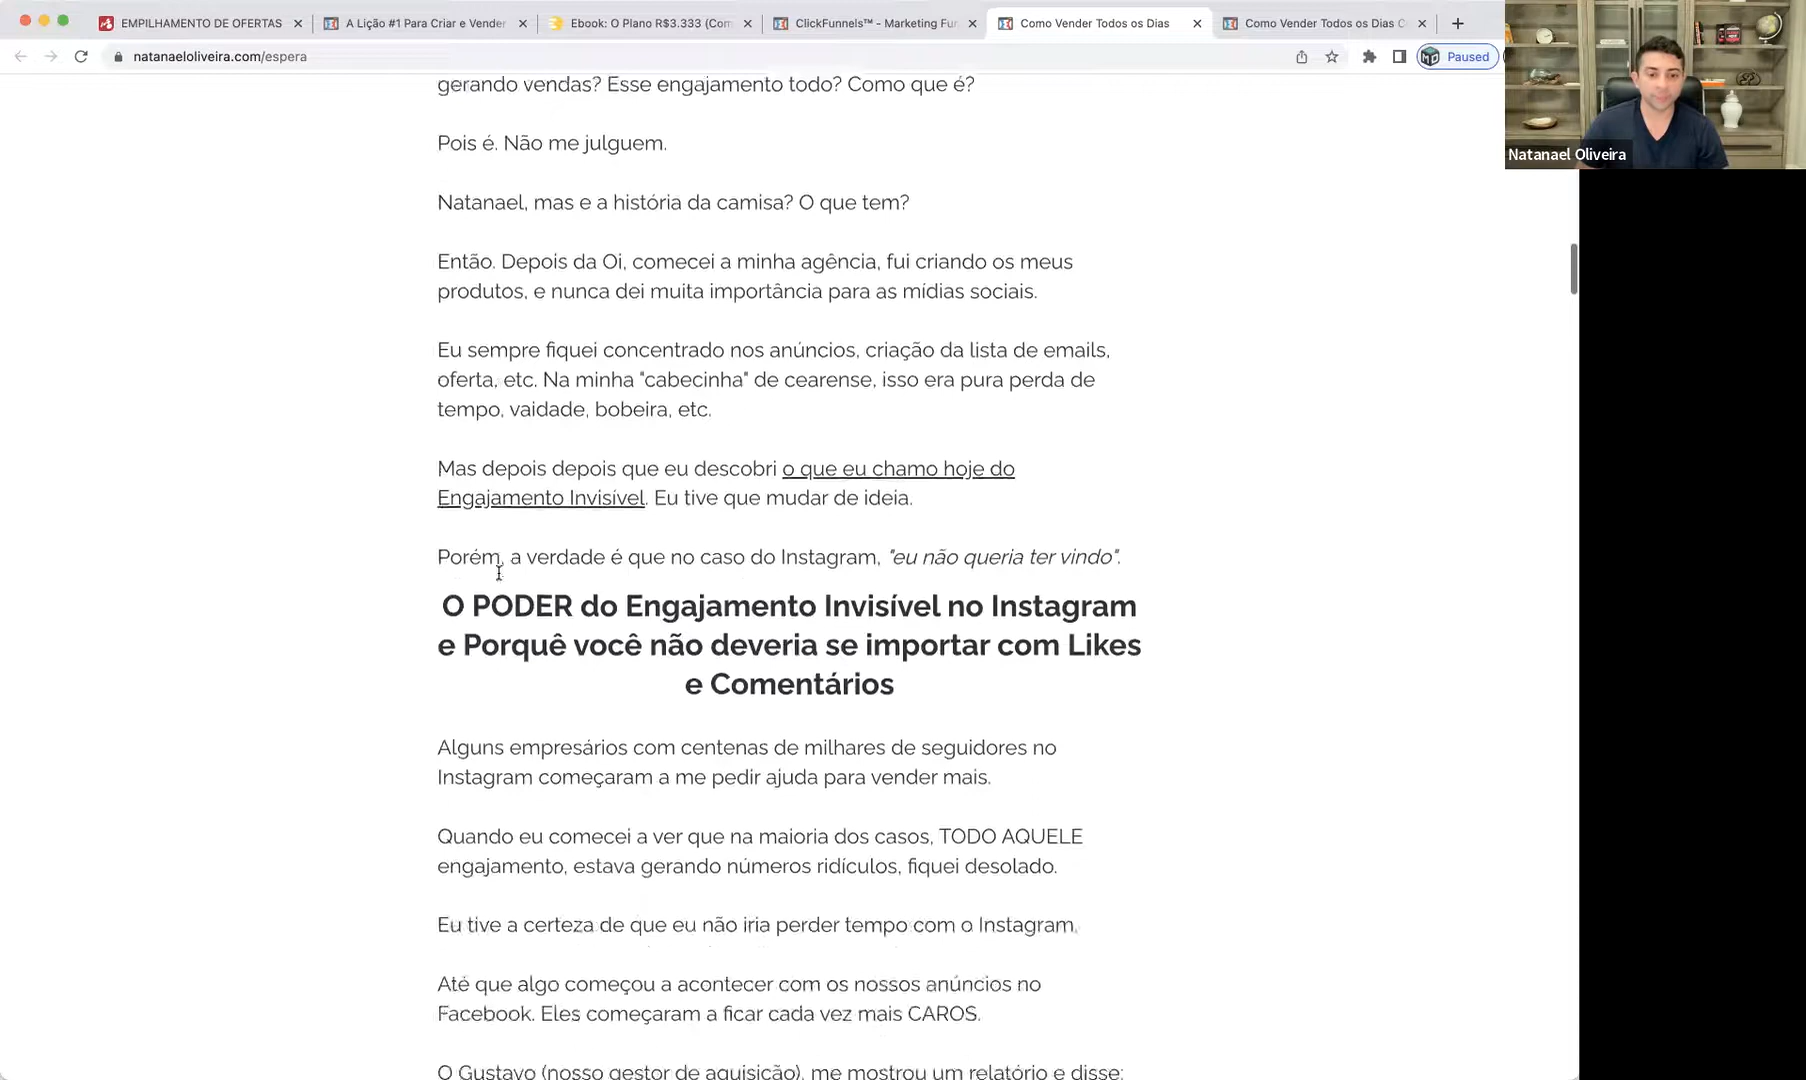 EMPILHAMENTO DE OFERTAS
A Lição #1 Para Criar e Vender
Ebook: O Plano R$3.333 (Com
ClickFunnels™ - Marketing Fu
Como Vender Todos os Dias
Como Vender Todos os Dias C
natanaeloliveira.com/espera
Paused
Natanael Oliveira
gerando vendas? Esse engajamento todo? Como que é?
Pois é. Não me julguem.
Natanael, mas e a história da camisa? O que tem?
Então. Depois da Oi, comecei a minha agência, fui criando os meus
produtos, e nunca dei muita importância para as mídias sociais.
Eu sempre fiquei concentrado nos anúncios, criação da lista de emails,
oferta, etc. Na minha "cabecinha" de cearense, isso era pura perda de
tempo, vaidade, bobeira, etc.
Mas depois depois que eu descobri o que eu chamo hoje do
Engajamento Invisível. Eu tive que mudar de ideia.
Porém, a verdade é que no caso do Instagram, "eu não queria ter vindo".
O PODER do Engajamento Invisível no Instagram
e Porquê você não deveria se importar com Likes
e Comentários
Alguns empresários com centenas de milhares de seguidores no
Instagram começaram a me pedir ajuda para vender mais.
Quando eu comecei a ver que na maioria dos casos, TODO AQUELE
engajamento, estava gerando números ridículos, fiquei desolado.
Eu tive a certeza de que eu não iria perder tempo com o Instagram,
Até que algo começou a acontecer com os nossos anúncios no
Facebook. Eles começaram a ficar cada vez mais CAROS.
O Gustavo (nosso gestor de aquisição), me mostrou um relatório e disse: